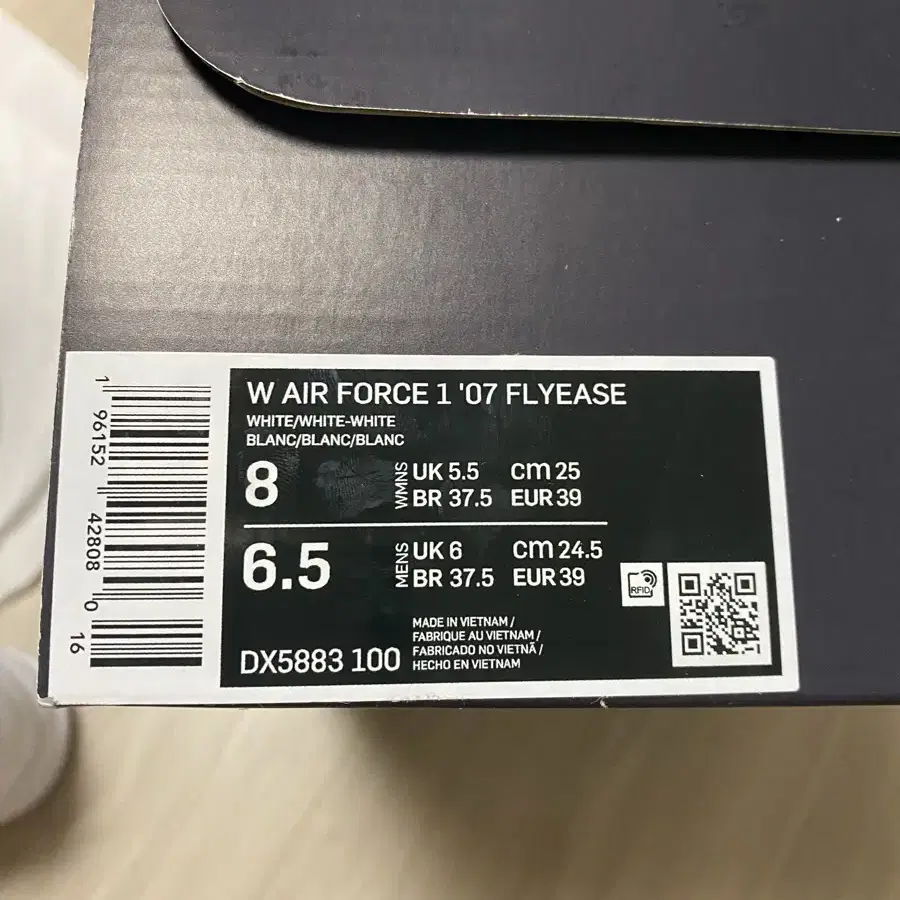 W AIR FORCE 1 '07 FLYEASE
WHITE/WHITE-WHITE
BLANC/BLANC/BLANC
8 WMNS UK 5.5 cm 25
BR 37.5 EUR 39
6.5 MENS UK 6 cm 24.5
BR 37.5 EUR 39
MADE IN VIETNAM /
FABRIQUE AU VIETNAM /
FABRICADO NO VIETNÃ /
HECHO EN VIETNAM
DX5883 100
RFID
1 96152 42808 0 16